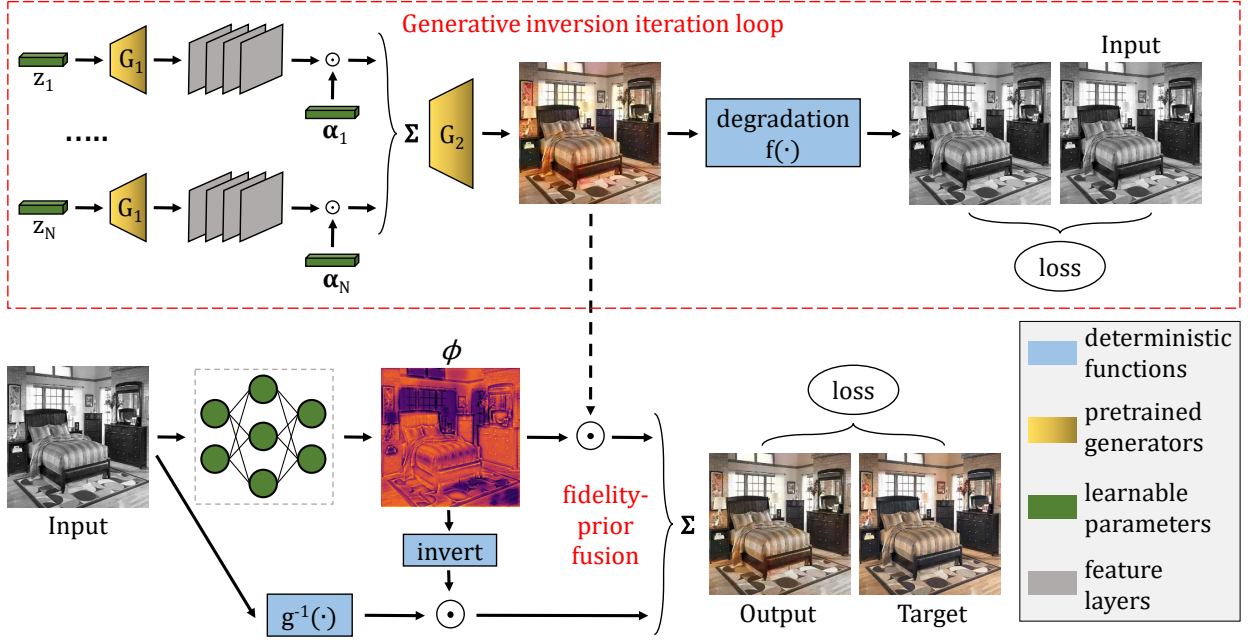 Generative inversion iteration loop
z1
G1
⊙
α1
.....
zN
G1
⊙
αN
Σ
G2
degradation
f(·)
Input
loss
Input
ϕ
invert
g-1(·)
⊙
⊙
fidelity-
prior
fusion
Σ
loss
Output
Target
deterministic
functions
pretrained
generators
learnable
parameters
feature
layers